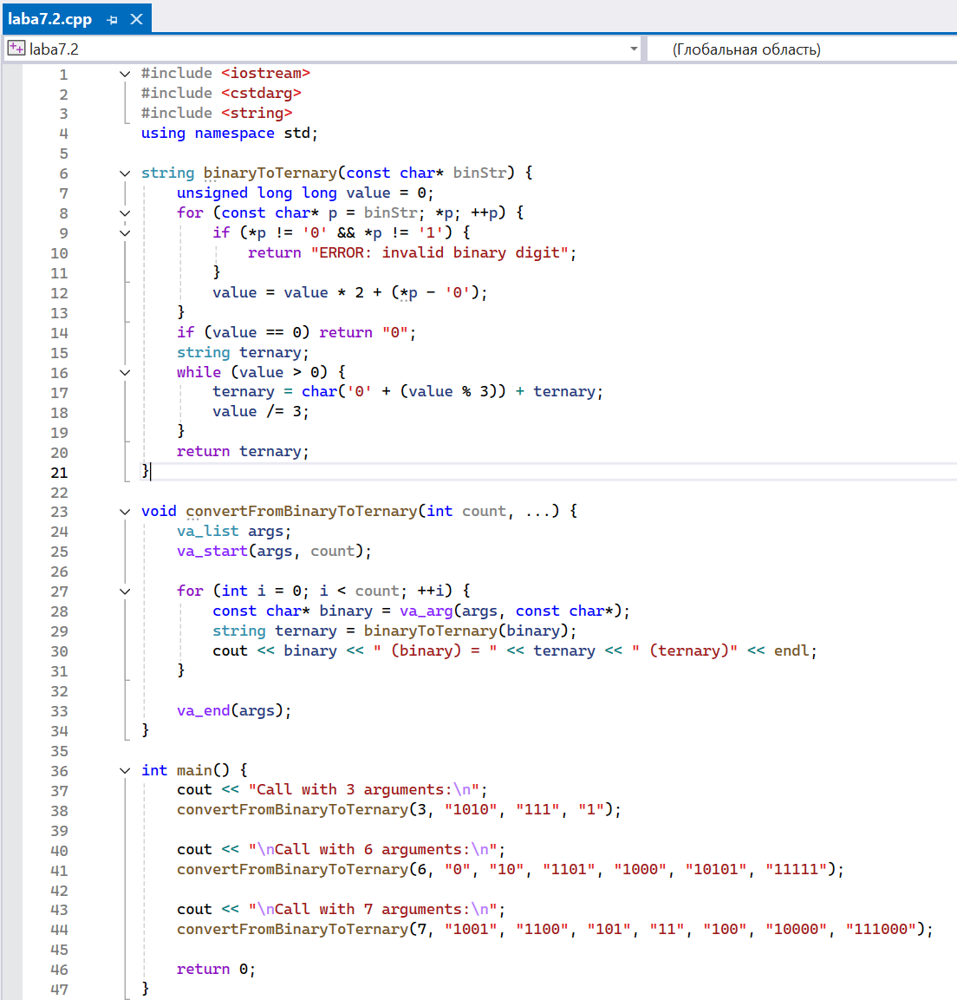 laba7.2.cpp
laba7.2 (Глобальная область)
1 #include <iostream>
2 #include <cstdarg>
3 #include <string>
4 using namespace std;
5
6 string binaryToTernary(const char* binStr) {
7 unsigned long long value = 0;
8 for (const char* p = binStr; *p; ++p) {
9 if (*p != '0' && *p != '1') {
10 return "ERROR: invalid binary digit";
11 }
12 value = value * 2 + (*p - '0');
13 }
14 if (value == 0) return "0";
15 string ternary;
16 while (value > 0) {
17 ternary = char('0' + (value % 3)) + ternary;
18 value /= 3;
19 }
20 return ternary;
21 }
22
23 void convertFromBinaryToTernary(int count, ...) {
24 va_list args;
25 va_start(args, count);
26
27 for (int i = 0; i < count; ++i) {
28 const char* binary = va_arg(args, const char*);
29 string ternary = binaryToTernary(binary);
30 cout << binary << " (binary) = " << ternary << " (ternary)" << endl;
31 }
32
33 va_end(args);
34 }
35
36 int main() {
37 cout << "Call with 3 arguments:\n";
38 convertFromBinaryToTernary(3, "1010", "111", "1");
39
40 cout << "\nCall with 6 arguments:\n";
41 convertFromBinaryToTernary(6, "0", "10", "1101", "1000", "10101", "11111");
42
43 cout << "\nCall with 7 arguments:\n";
44 convertFromBinaryToTernary(7, "1001", "1100", "101", "11", "100", "10000", "111000");
45
46 return 0;
47 }